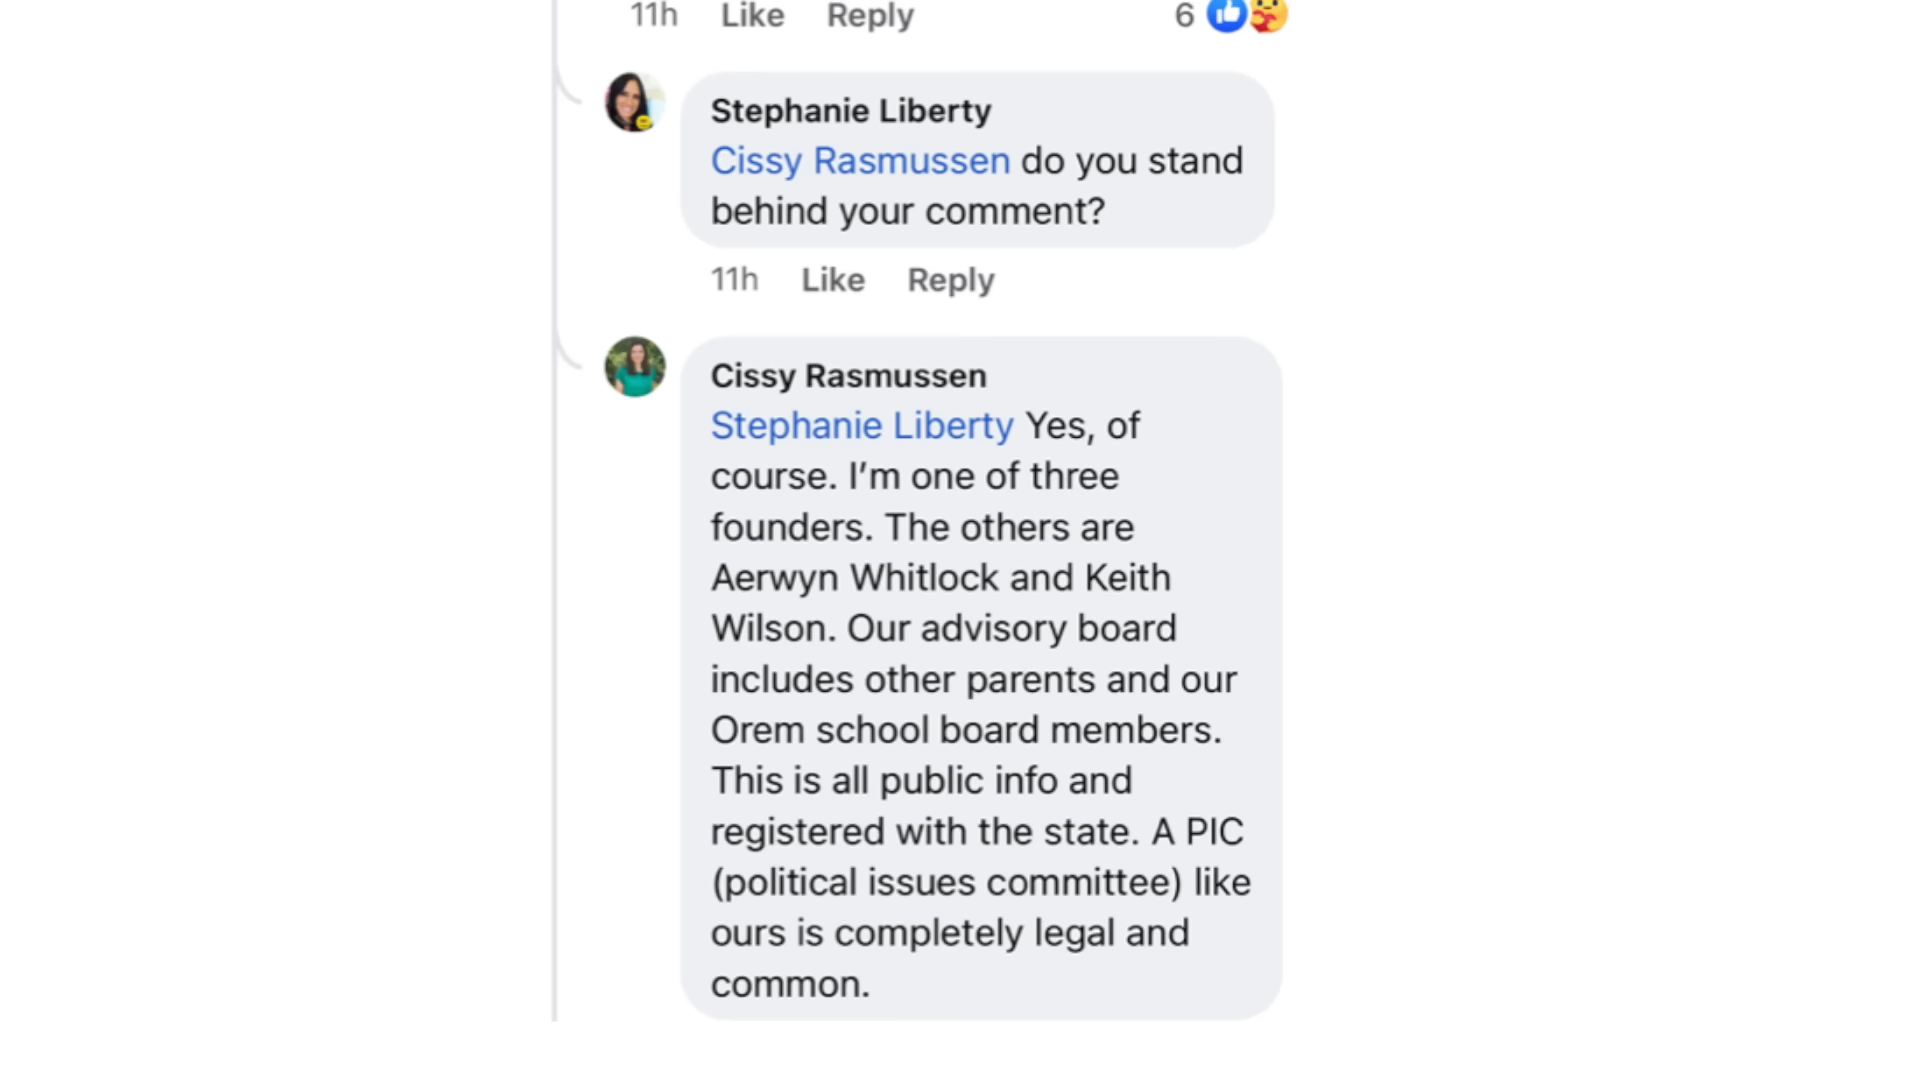 11h Like Reply 6
Stephanie Liberty
Cissy Rasmussen do you stand
behind your comment?
11h Like Reply
Cissy Rasmussen
Stephanie Liberty Yes, of
course. I’m one of three
founders. The others are
Aerwyn Whitlock and Keith
Wilson. Our advisory board
includes other parents and our
Orem school board members.
This is all public info and
registered with the state. A PIC
(political issues committee) like
ours is completely legal and
common.